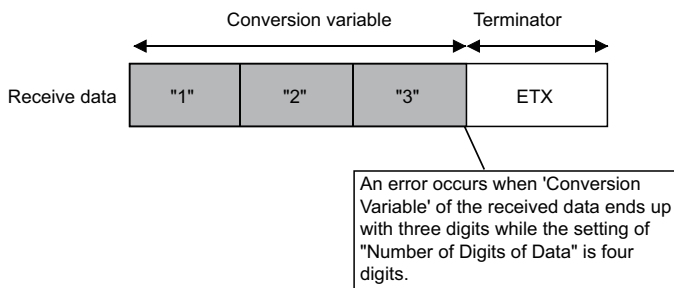 Conversion variable Terminator
Receive data "1" "2" "3" ETX
An error occurs when 'Conversion
Variable' of the received data ends up
with three digits while the setting of
"Number of Digits of Data" is four
digits.